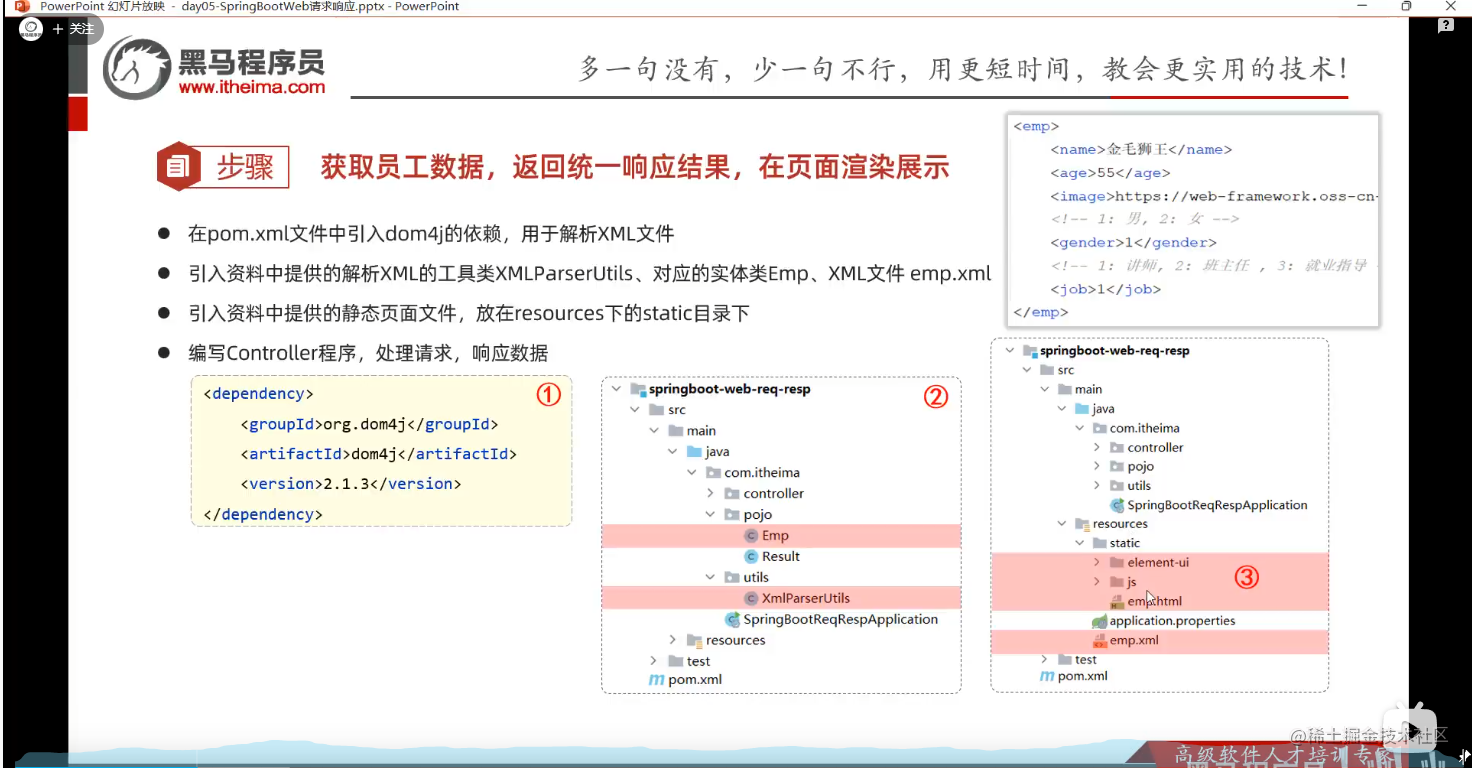 PowerPoint 幻灯片放映 - day05-SpringBootWeb请求响应.pptx - PowerPoint
+ 关注
黑马程序员
www.itheima.com
多一句没有，少一句不行，用更短时间，教会更实用的技术！
步骤
获取员工数据，返回统一响应结果，在页面渲染展示
● 在pom.xml文件中引入dom4j的依赖，用于解析XML文件
● 引入资料中提供的解析XML的工具类XMLParserUtils、对应的实体类Emp、XML文件 emp.xml
● 引入资料中提供的静态页面文件，放在resources下的static目录下
● 编写Controller程序，处理请求，响应数据
<emp>
<name>金毛狮王</name>
<age>55</age>
<image>https://web-framework.oss-cn-
<!-- 1: 男, 2: 女 -->
<gender>1</gender>
<!-- 1: 讲师, 2: 班主任 , 3: 就业指导
<job>1</job>
</emp>
①
<dependency>
<groupId>org.dom4j</groupId>
<artifactId>dom4j</artifactId>
<version>2.1.3</version>
</dependency>
②
springboot-web-req-resp
src
main
java
com.itheima
controller
pojo
Emp
Result
utils
XmlParserUtils
SpringBootReqRespApplication
resources
test
pom.xml
springboot-web-req-resp
src
main
java
com.itheima
controller
pojo
utils
SpringBootReqRespApplication
resources
static
element-ui
③
js
emp.html
application.properties
emp.xml
test
pom.xml
@稀土掘金技术社区
高级软件人才培训专家